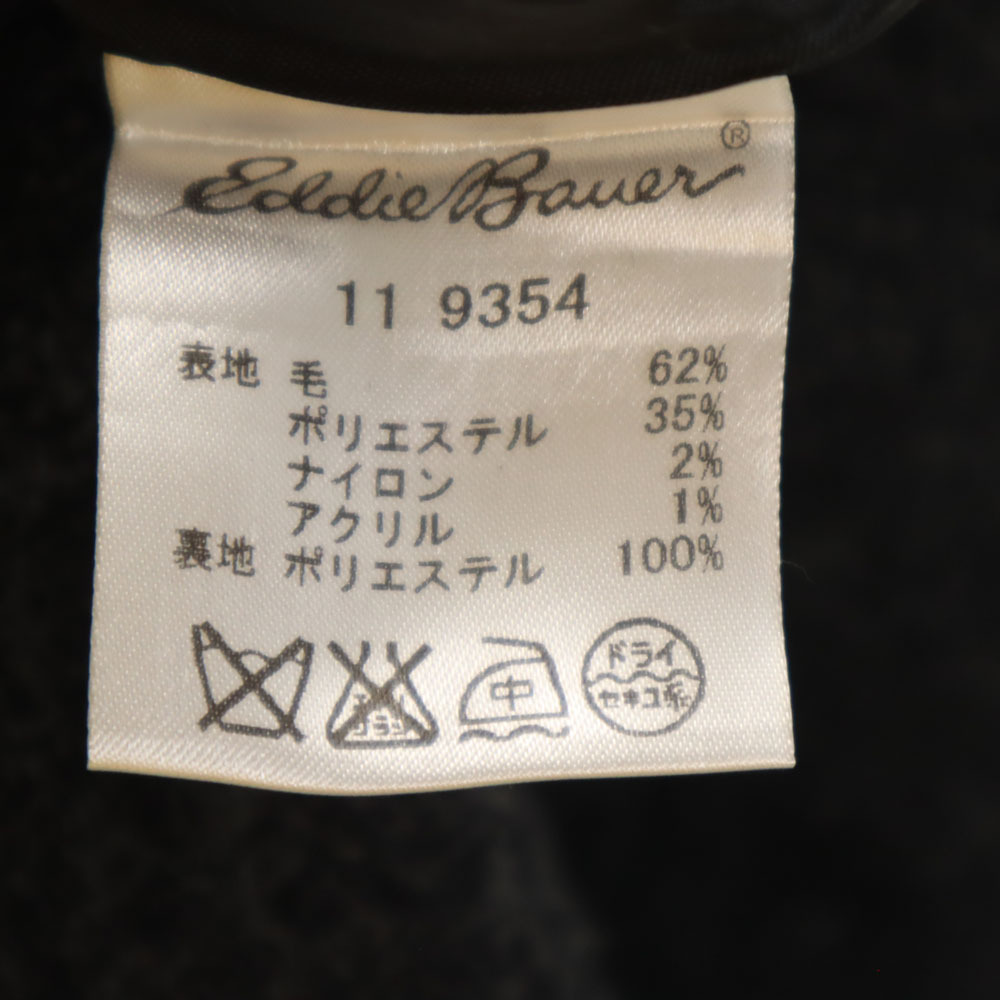 Eddie Bauer®
11 9354
表地 毛 62%
ポリエステル 35%
ナイロン 2%
アクリル 1%
裏地 ポリエステル 100%
中
ドライ
セキユ系